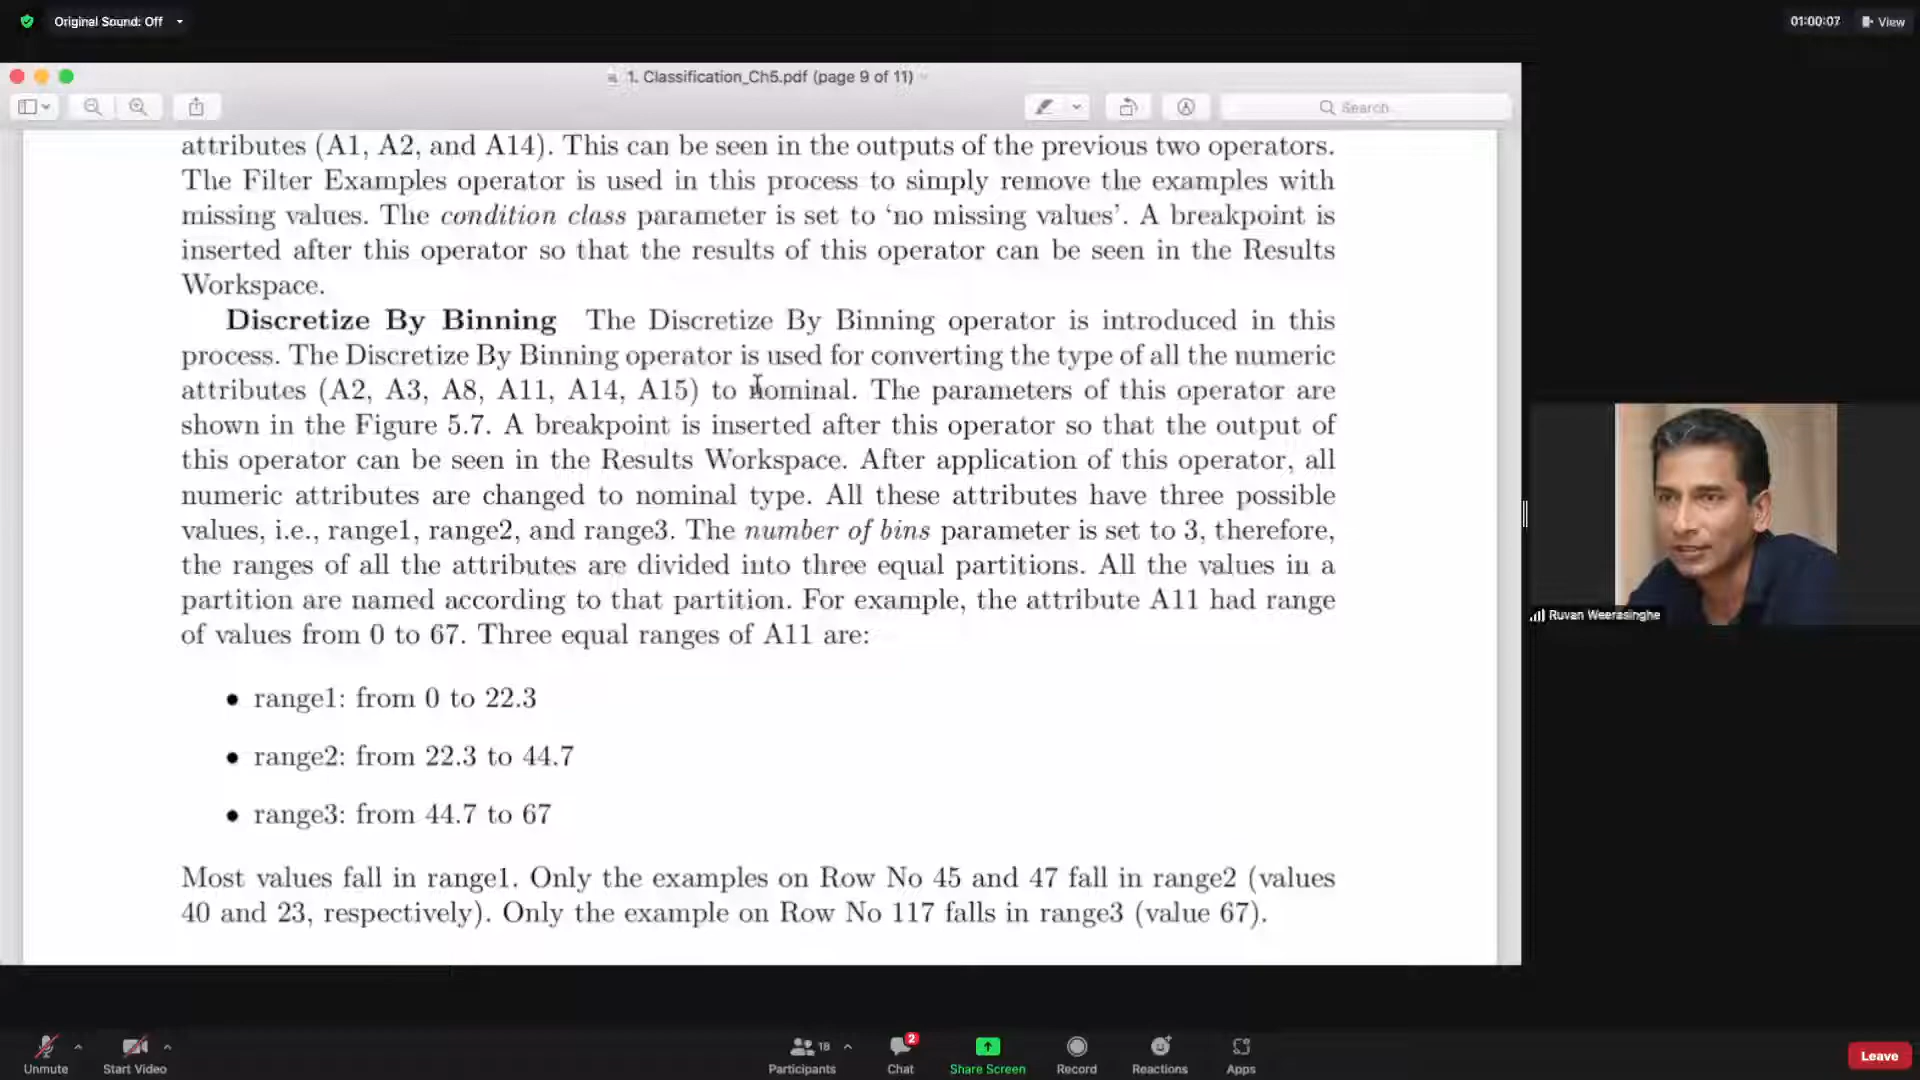 Original Sound: Off
01:00:07
View
1. Classification_Ch5.pdf (page 9 of 11)
Search
attributes (A1, A2, and A14). This can be seen in the outputs of the previous two operators.
The Filter Examples operator is used in this process to simply remove the examples with
missing values. The condition class parameter is set to ‘no missing values’. A breakpoint is
inserted after this operator so that the results of this operator can be seen in the Results
Workspace.
Discretize By Binning The Discretize By Binning operator is introduced in this
process. The Discretize By Binning operator is used for converting the type of all the numeric
attributes (A2, A3, A8, A11, A14, A15) to nominal. The parameters of this operator are
shown in the Figure 5.7. A breakpoint is inserted after this operator so that the output of
this operator can be seen in the Results Workspace. After application of this operator, all
numeric attributes are changed to nominal type. All these attributes have three possible
values, i.e., range1, range2, and range3. The number of bins parameter is set to 3, therefore,
the ranges of all the attributes are divided into three equal partitions. All the values in a
partition are named according to that partition. For example, the attribute A11 had range
of values from 0 to 67. Three equal ranges of A11 are:
• range1: from 0 to 22.3
• range2: from 22.3 to 44.7
• range3: from 44.7 to 67
Most values fall in range1. Only the examples on Row No 45 and 47 fall in range2 (values
40 and 23, respectively). Only the example on Row No 117 falls in range3 (value 67).
Ruvan Weerasinghe
Unmute
Start Video
18
Participants
2
Chat
Share Screen
Record
Reactions
Apps
Leave